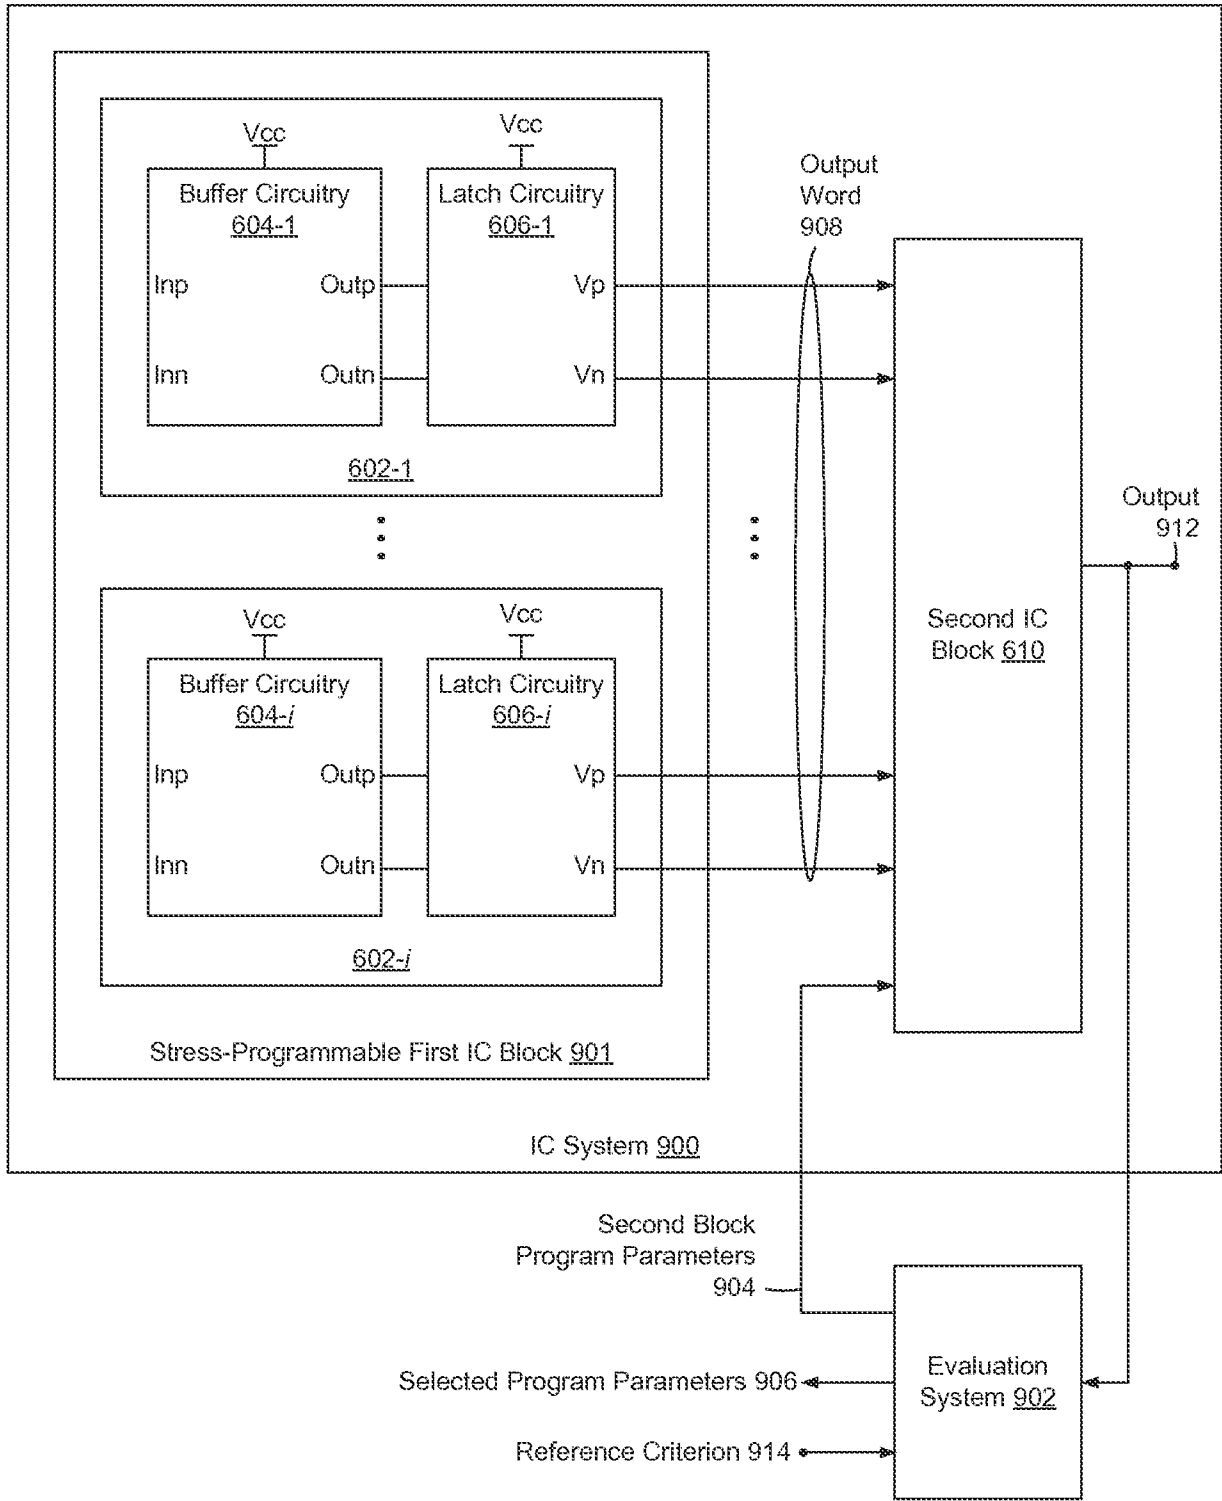 Vcc
Vcc
Buffer Circuitry
604-1
Latch Circuitry
606-1
Inp
Outp
Vp
Inn
Outn
Vn
602-1
Output
Word
908
Output
912
Second IC
Block 610
Vcc
Vcc
Buffer Circuitry
604-i
Latch Circuitry
606-i
Inp
Outp
Vp
Inn
Outn
Vn
602-i
Stress-Programmable First IC Block 901
IC System 900
Second Block
Program Parameters
904
Evaluation
System 902
Selected Program Parameters 906
Reference Criterion 914